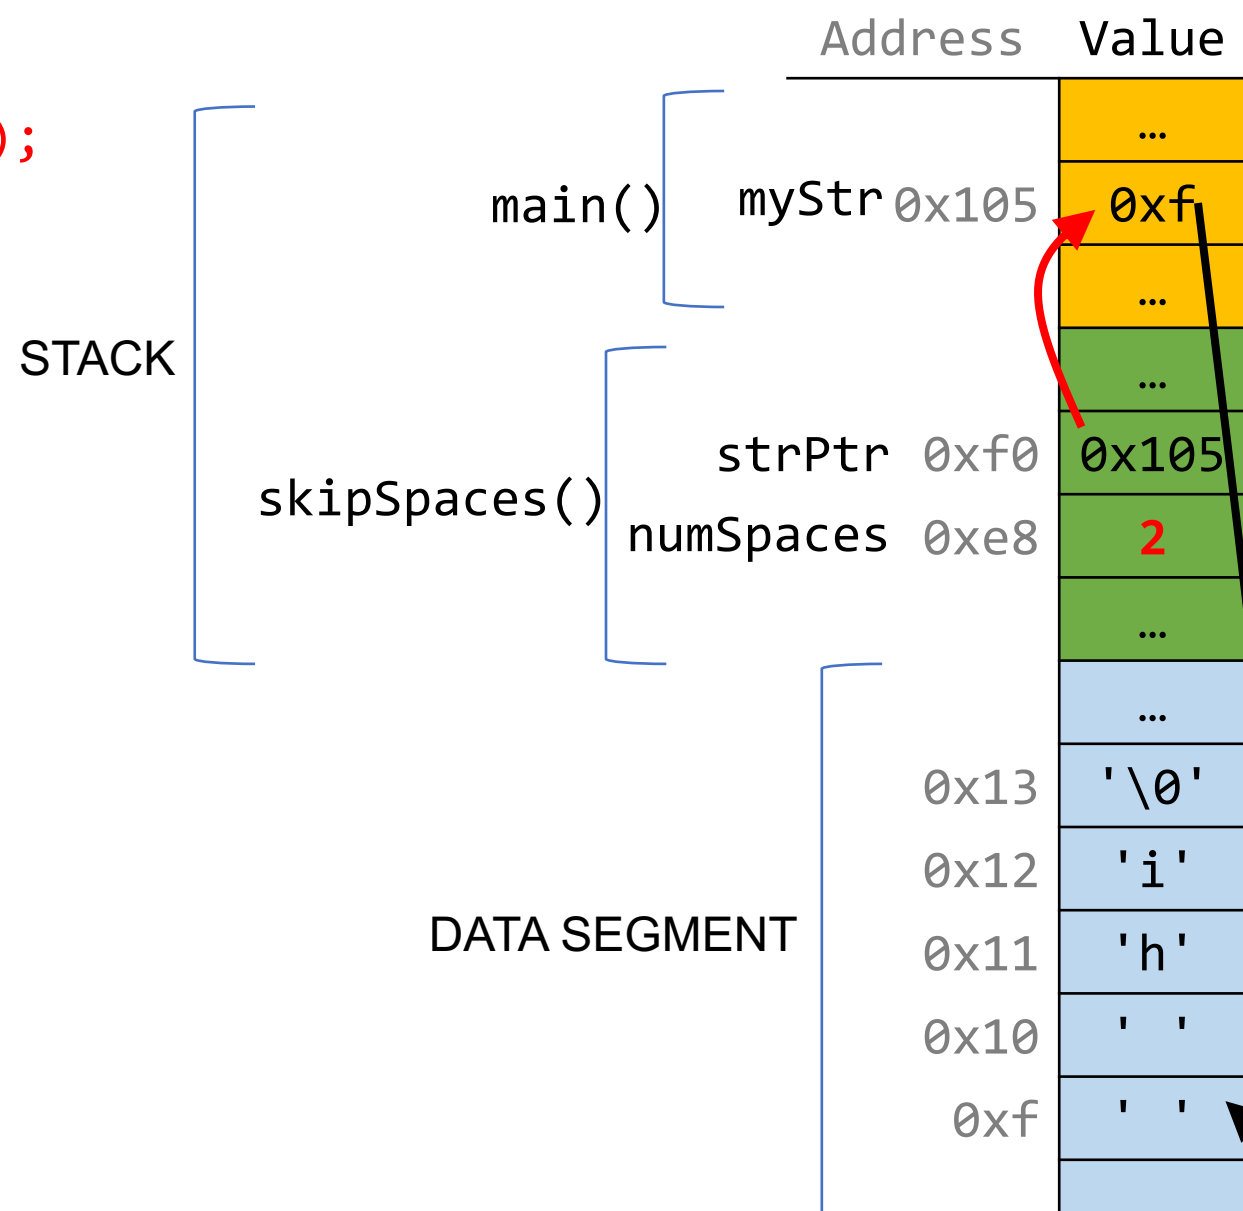 Address Value
…
);
main() myStr 0x105 0xf
…
STACK
…
strPtr 0xf0 0x105
skipSpaces()
numSpaces 0xe8 2
…
…
0x13 '\0'
0x12 'i'
DATA SEGMENT
0x11 'h'
0x10 ' '
0xf ' '